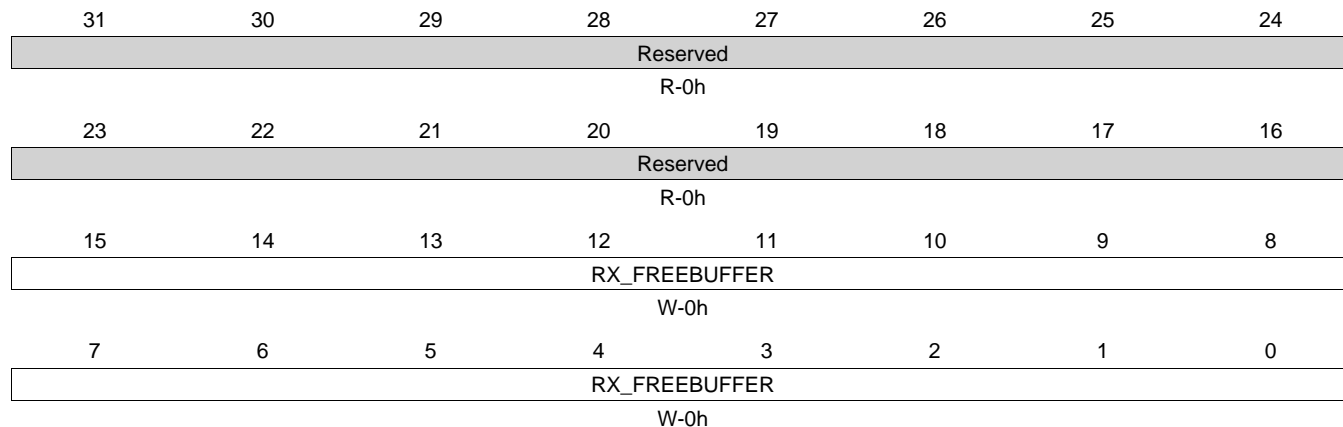 31 30 29 28 27 26 25 24
Reserved
R-0h
23 22 21 20 19 18 17 16
Reserved
R-0h
15 14 13 12 11 10 9 8
RX_FREEBUFFER
W-0h
7 6 5 4 3 2 1 0
RX_FREEBUFFER
W-0h